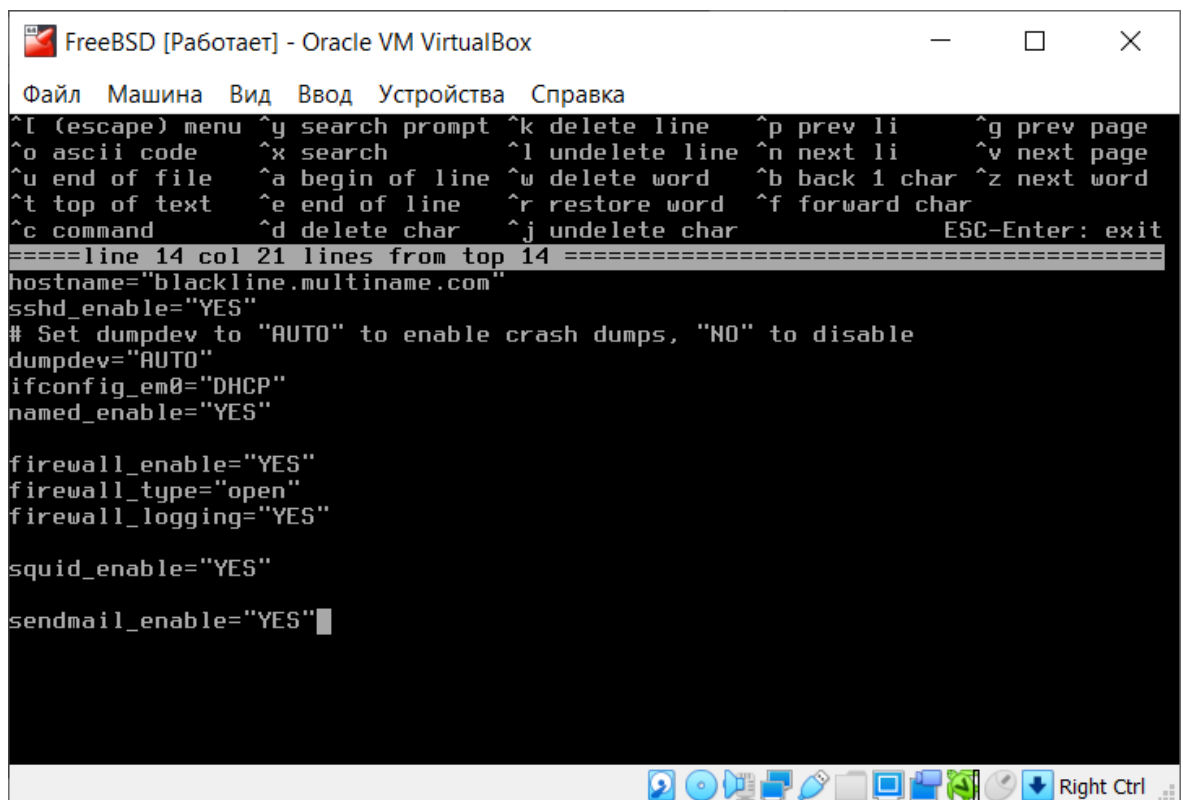 FreeBSD [Работает] - Oracle VM VirtualBox
Файл Машина Вид Ввод Устройства Справка
^[ (escape) menu ^y search prompt ^k delete line ^p prev li ^g prev page
^o ascii code ^x search ^l undelete line ^n next li ^v next page
^u end of file ^a begin of line ^w delete word ^b back 1 char ^z next word
^t top of text ^e end of line ^r restore word ^f forward char
^c command ^d delete char ^j undelete char ESC-Enter: exit
=====line 14 col 21 lines from top 14 ========================================
hostname="blackline.multiname.com"
sshd_enable="YES"
# Set dumpdev to "AUTO" to enable crash dumps, "NO" to disable
dumpdev="AUTO"
ifconfig_em0="DHCP"
named_enable="YES"
firewall_enable="YES"
firewall_type="open"
firewall_logging="YES"
squid_enable="YES"
sendmail_enable="YES"
Right Ctrl